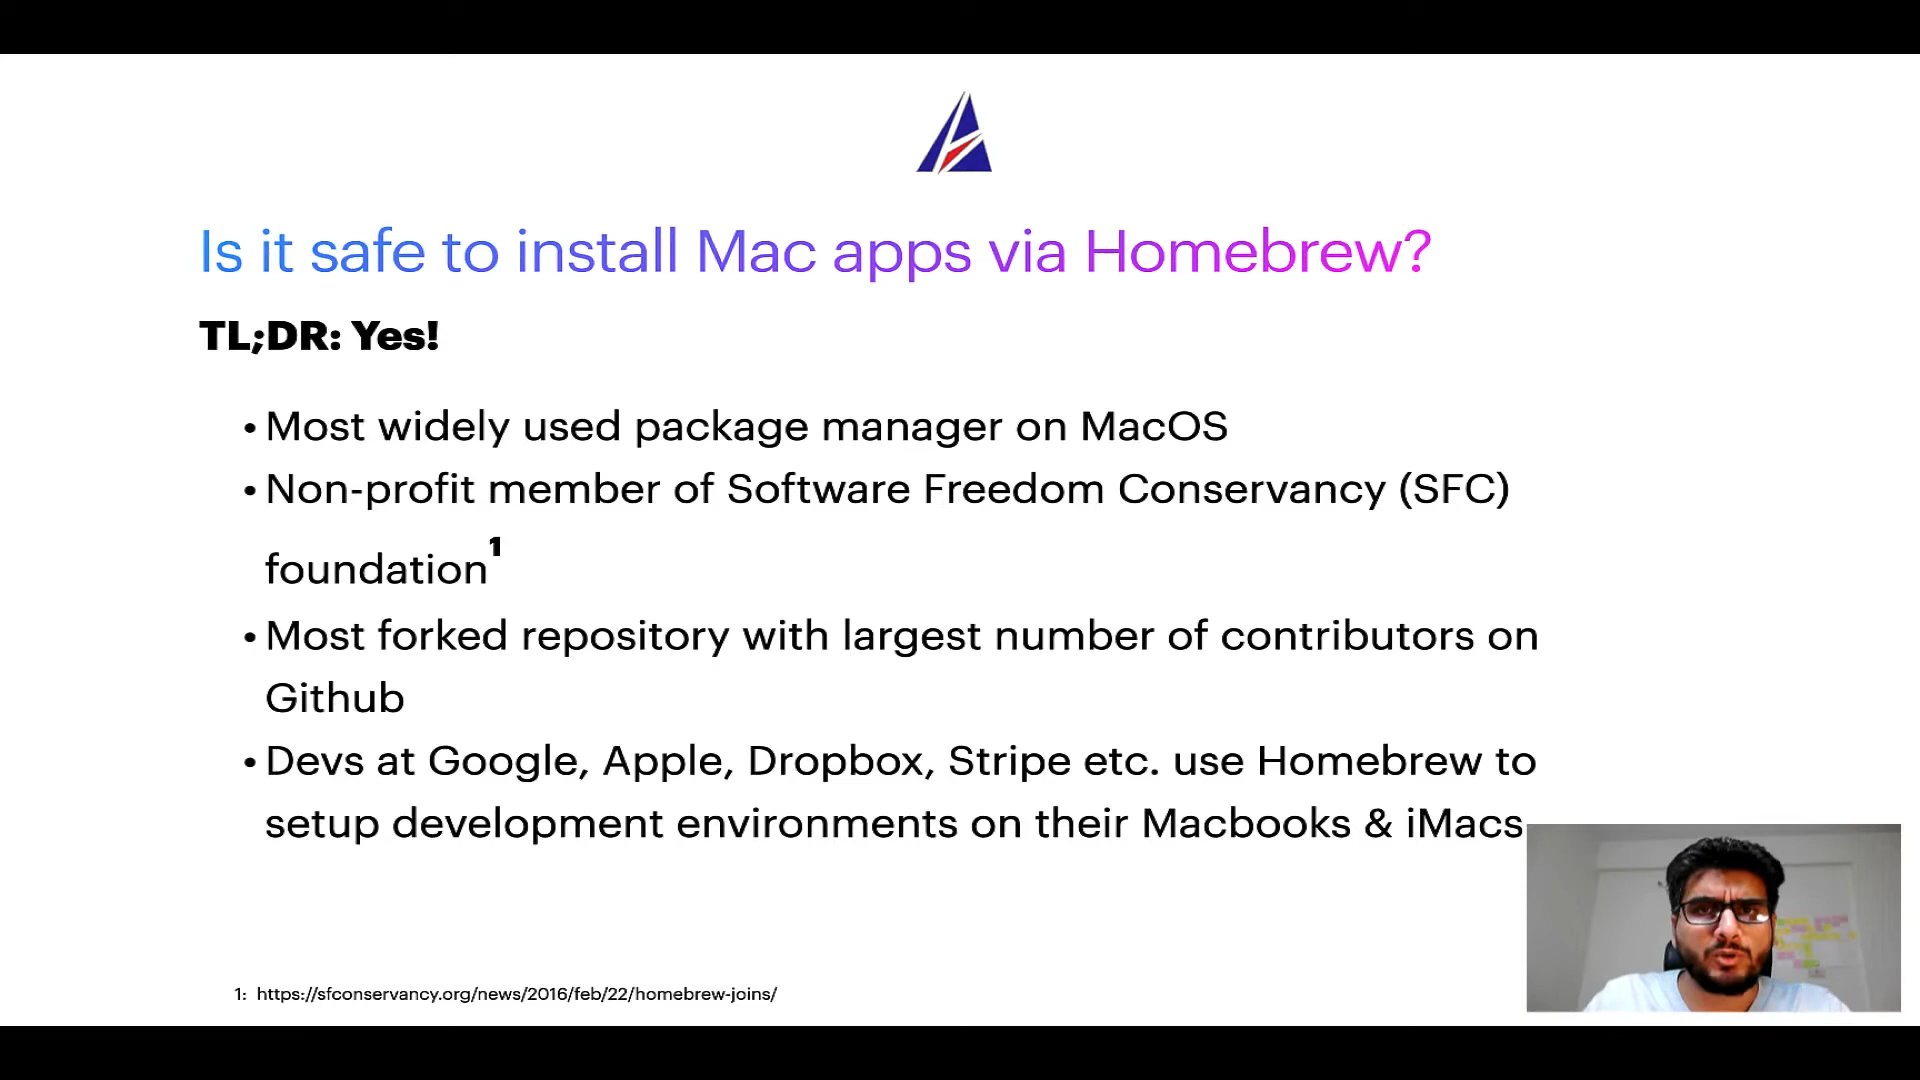 Is it safe to install Mac apps via Homebrew?
TL;DR: Yes!
• Most widely used package manager on MacOS
• Non-profit member of Software Freedom Conservancy (SFC)
foundation1
• Most forked repository with largest number of contributors on
Github
• Devs at Google, Apple, Dropbox, Stripe etc. use Homebrew to
setup development environments on their Macbooks & iMacs
1: https://sfconservancy.org/news/2016/feb/22/homebrew-joins/